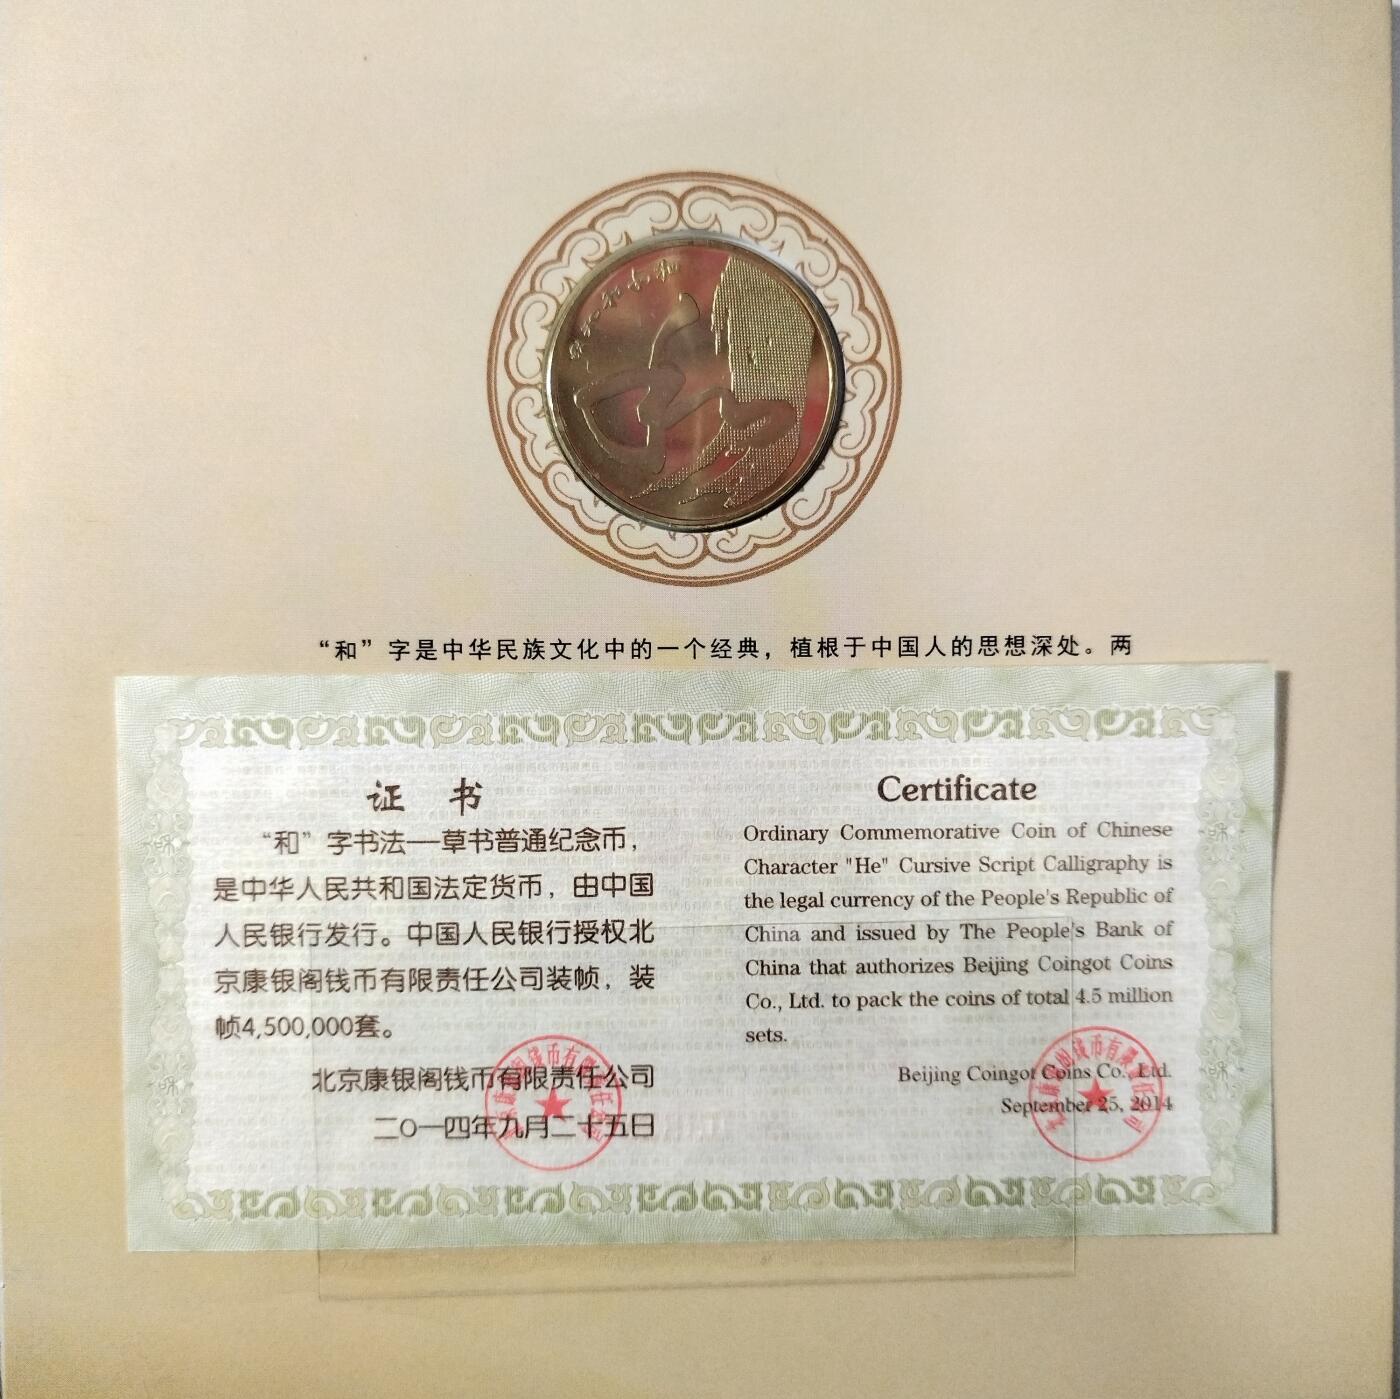 “和”字是中华民族文化中的一个经典，植根于中国人的思想深处。两
证 书
“和”字书法——草书普通纪念币，
是中华人民共和国法定货币，由中国
人民银行发行。中国人民银行授权北
京康银阁钱币有限责任公司装帧，装
帧4,500,000套。
北京康银阁钱币有限责任公司
二〇一四年九月二十五日
Certificate
Ordinary Commemorative Coin of Chinese
Character "He" Cursive Script Calligraphy is
the legal currency of the People's Republic of
China and issued by The People's Bank of
China that authorizes Beijing Coingot Coins
Co., Ltd. to pack the coins of total 4.5 million
sets.
Beijing Coingot Coins Co., Ltd.
September 25, 2014